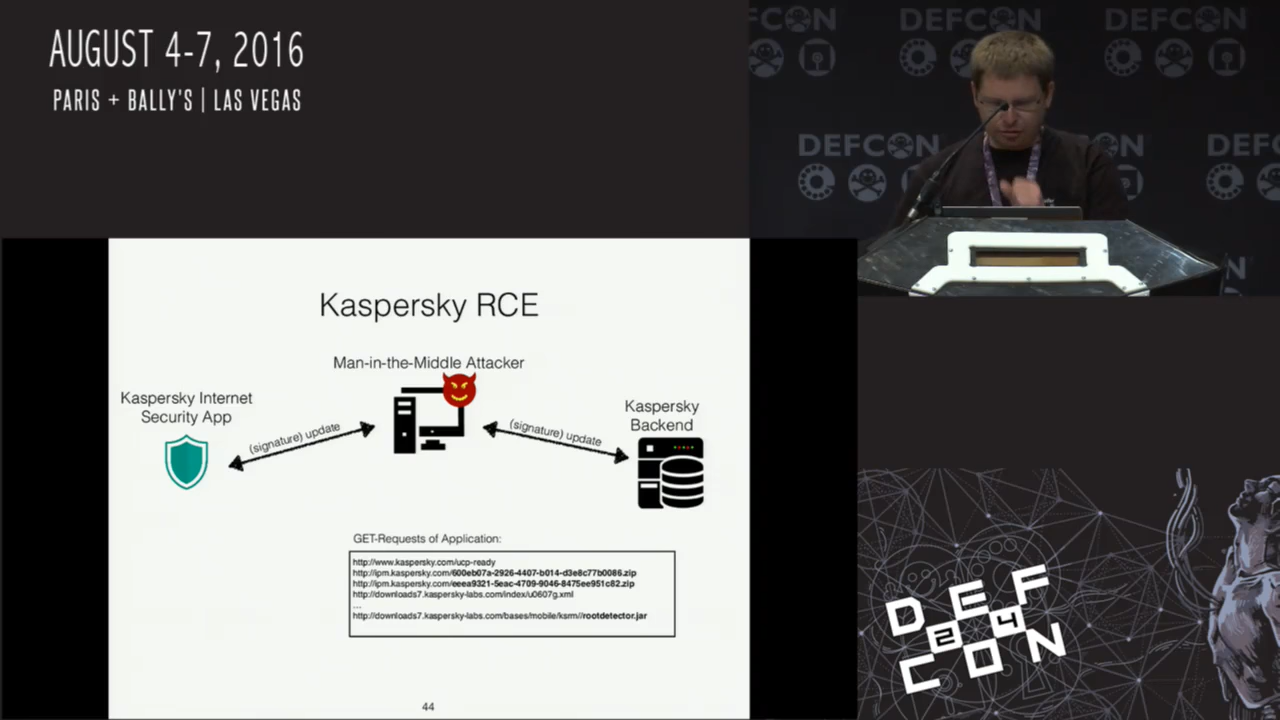 AUGUST 4-7, 2016
PARIS + BALLY'S | LAS VEGAS
DEFCON
DEFCON
DEFCON
DEFCON
Kaspersky RCE
Man-in-the-Middle Attacker
Kaspersky Internet
Security App
(signature) update
(signature) update
Kaspersky
Backend
GET-Requests of Application:
http://www.kaspersky.com/ucp-ready
http://ipm.kaspersky.com/600eb07a-2926-4407-b014-d3e8c77b0086.zip
http://ipm.kaspersky.com/eeea9321-5eac-4709-9046-8475ee951c82.zip
http://downloads7.kaspersky-labs.com/index/u0607g.xml
....
http://downloads7.kaspersky-labs.com/bases/mobile/ksrm//rootdetector.jar
44
DEF
24
CON